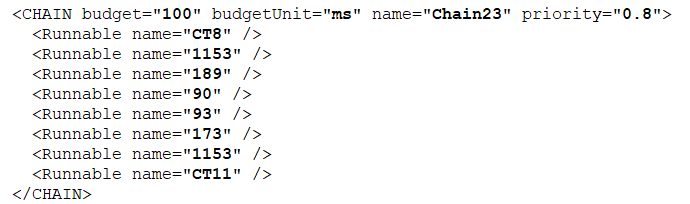 <CHAIN budget="100" budgetUnit="ms" name="Chain23" priority="0.8">
<Runnable name="CT8" />
<Runnable name="1153" />
<Runnable name="189" />
<Runnable name="90" />
<Runnable name="93" />
<Runnable name="173" />
<Runnable name="1153" />
<Runnable name="CT11" />
</CHAIN>